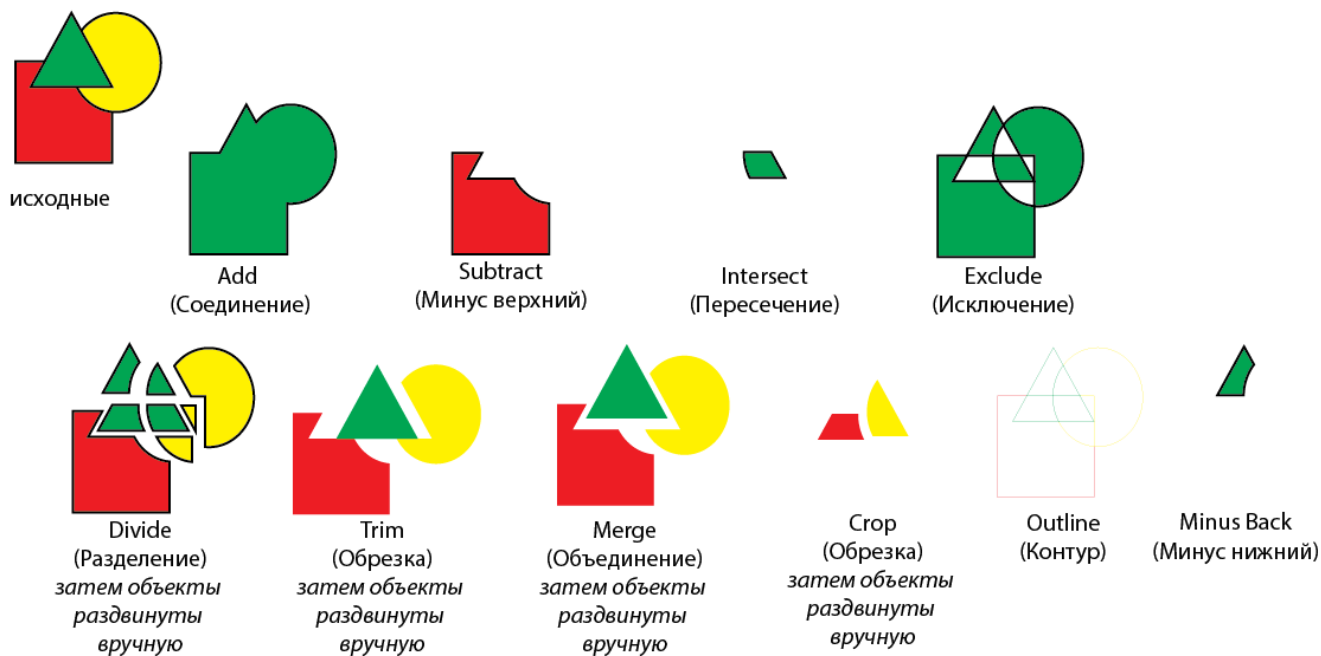 исходные
Add
(Соединение)
Subtract
(Минус верхний)
Intersect
(Пересечение)
Exclude
(Исключение)
Divide
(Разделение)
затем объекты
раздвинуты
вручную
Trim
(Обрезка)
затем объекты
раздвинуты
вручную
Merge
(Объединение)
затем объекты
раздвинуты
вручную
Crop
(Обрезка)
затем объекты
раздвинуты
вручную
Outline
(Контур)
Minus Back
(Минус нижний)